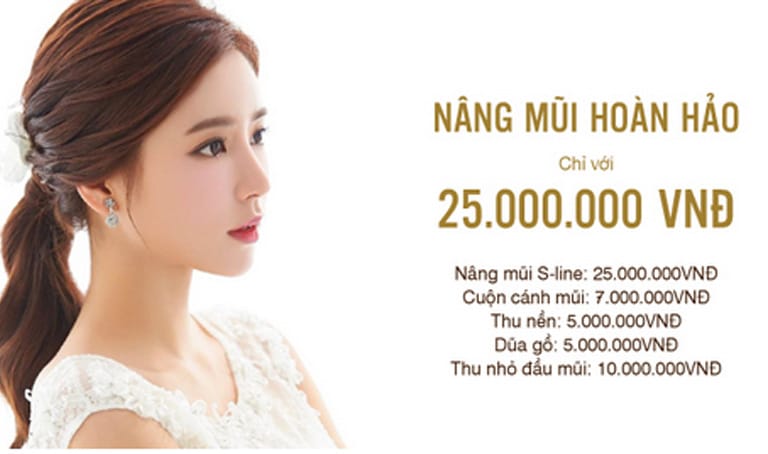 NÂNG MŨI HOÀN HẢO
Chỉ với
25.000.000 VNĐ
Nâng mũi S-line: 25.000.000VNĐ
Cuộn cánh mũi: 7.000.000VNĐ
Thu nền: 5.000.000VNĐ
Dũa gồ: 5.000.000VNĐ
Thu nhỏ đầu mũi: 10.000.000VNĐ